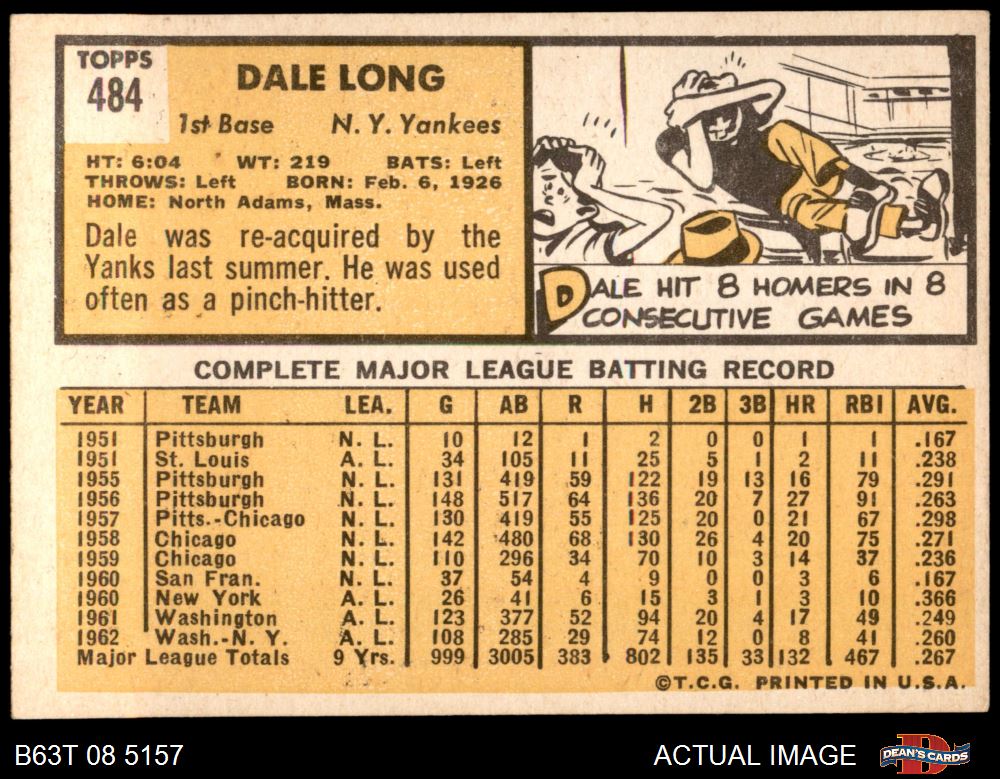 TOPPS
484
DALE LONG
1st Base N. Y. Yankees
HT: 6:04 WT: 219 BATS: Left
THROWS: Left BORN: Feb. 6, 1926
HOME: North Adams, Mass.
Dale was re-acquired by the
Yanks last summer. He was used
often as a pinch-hitter.
DALE HIT 8 HOMERS IN 8
CONSECUTIVE GAMES
COMPLETE MAJOR LEAGUE BATTING RECORD
YEAR TEAM LEA. G AB R H 2B 3B HR RBI AVG.
1951 Pittsburgh N. L. 10 12 1 2 0 0 1 1 .167
1951 St. Louis A. L. 34 105 11 25 5 1 2 11 .238
1955 Pittsburgh N. L. 131 419 59 122 19 13 16 79 .291
1956 Pittsburgh N. L. 148 517 64 136 20 7 27 91 .263
1957 Pitts.-Chicago N. L. 130 419 55 125 20 0 21 67 .298
1958 Chicago N. L. 142 480 68 130 26 4 20 75 .271
1959 Chicago N. L. 110 296 34 70 10 3 14 37 .236
1960 San Fran. N. L. 37 54 4 9 0 0 3 6 .167
1960 New York A. L. 26 41 6 15 3 1 3 10 .366
1961 Washington A. L. 123 377 52 94 20 4 17 49 .249
1962 Wash.-N. Y. A. L. 108 285 29 74 12 0 8 41 .260
Major League Totals 9 Yrs. 999 3005 383 802 135 33 132 467 .267
©T.C.G. PRINTED IN U.S.A.
B63T 08 5157 ACTUAL IMAGE DEAN'S CARDS